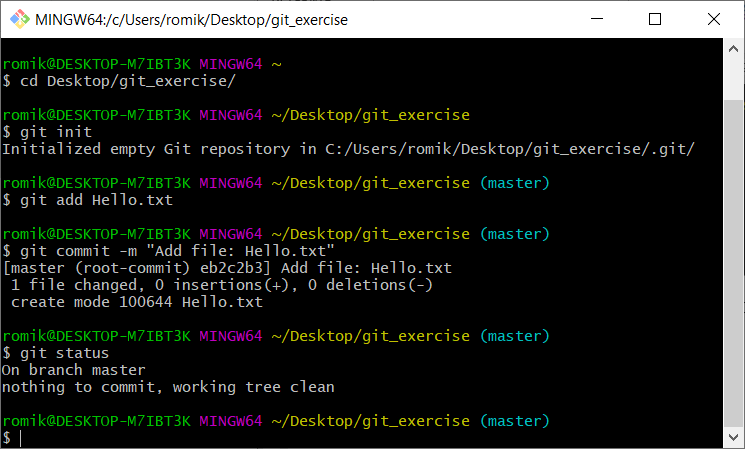 MINGW64:/c/Users/romik/Desktop/git_exercise
romik@DESKTOP-M7IBT3K MINGW64 ~
$ cd Desktop/git_exercise/
romik@DESKTOP-M7IBT3K MINGW64 ~/Desktop/git_exercise
$ git init
Initialized empty Git repository in C:/Users/romik/Desktop/git_exercise/.git/
romik@DESKTOP-M7IBT3K MINGW64 ~/Desktop/git_exercise (master)
$ git add Hello.txt
romik@DESKTOP-M7IBT3K MINGW64 ~/Desktop/git_exercise (master)
$ git commit -m "Add file: Hello.txt"
[master (root-commit) eb2c2b3] Add file: Hello.txt
 1 file changed, 0 insertions(+), 0 deletions(-)
 create mode 100644 Hello.txt
romik@DESKTOP-M7IBT3K MINGW64 ~/Desktop/git_exercise (master)
$ git status
On branch master
nothing to commit, working tree clean
romik@DESKTOP-M7IBT3K MINGW64 ~/Desktop/git_exercise (master)
$